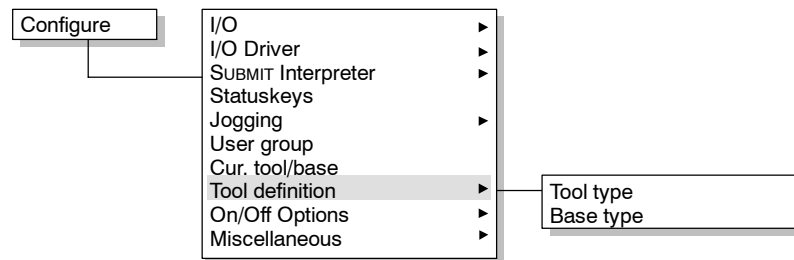 Configure
I/O
I/O Driver
SUBMIT Interpreter
Statuskeys
Jogging
User group
Cur. tool/base
Tool definition
On/Off Options
Miscellaneous
Tool type
Base type